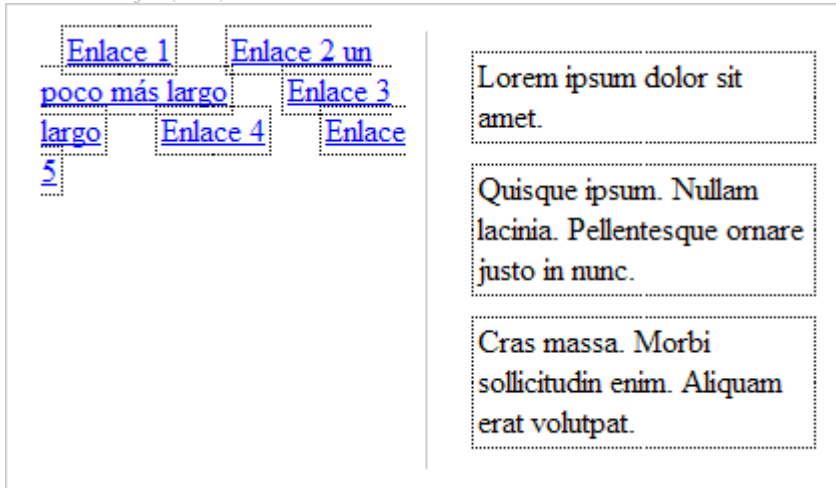 Enlace 1 Enlace 2 un
poco más largo Enlace 3
largo Enlace 4 Enlace
5
Lorem ipsum dolor sit
amet.
Quisque ipsum. Nullam
lacinia. Pellentesque ornare
justo in nunc.
Cras massa. Morbi
sollicitudin enim. Aliquam
erat volutpat.